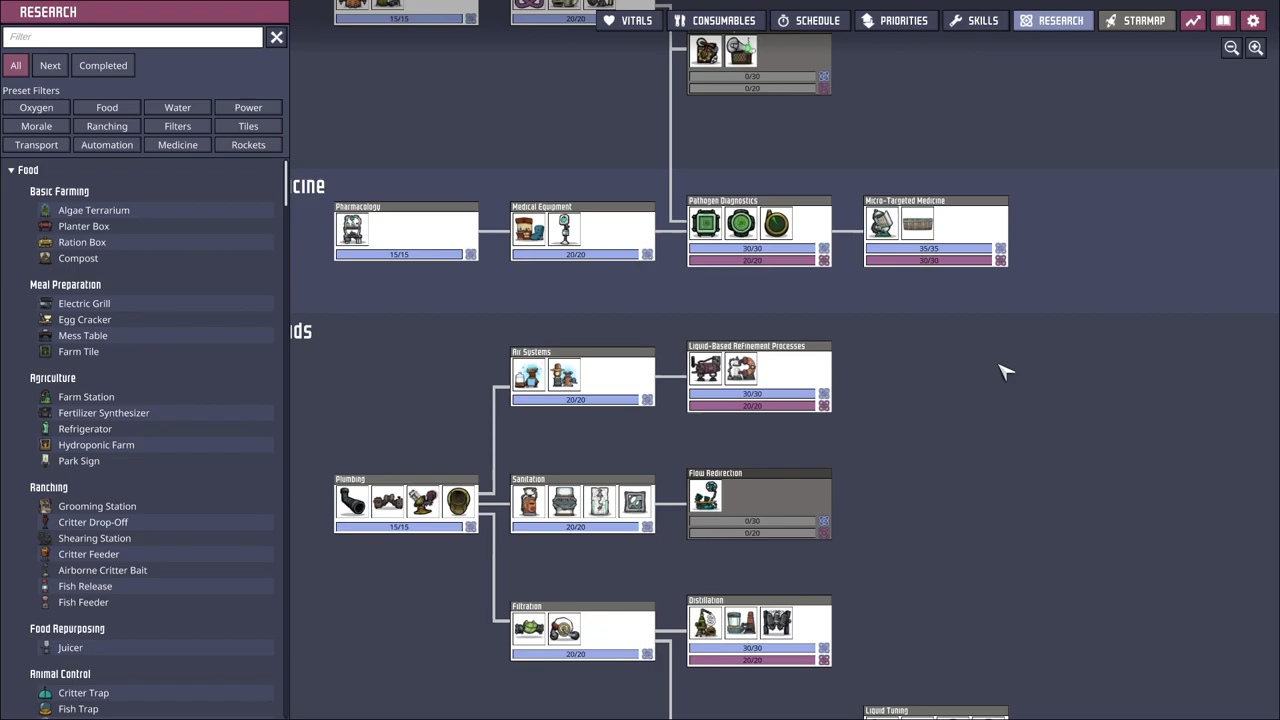 RESEARCH
VITALS
CONSUMABLES
SCHEDULE
PRIORITIES
SKILLS
RESEARCH
STARMAP
Filter
All
Next
Completed
Preset Filters
Oxygen
Food
Water
Power
Morale
Ranching
Filters
Tiles
Transport
Automation
Medicine
Rockets
Food
Basic Farming
Algae Terrarium
Planter Box
Ration Box
Compost
Meal Preparation
Electric Grill
Egg Cracker
Mess Table
Farm Tile
Agriculture
Farm Station
Fertilizer Synthesizer
Refrigerator
Hydroponic Farm
Park Sign
Ranching
Grooming Station
Critter Drop-Off
Shearing Station
Critter Feeder
Airborne Critter Bait
Fish Release
Fish Feeder
Food Repurposing
Juicer
Animal Control
Critter Trap
Fish Trap
15/15
20/20
0/30
0/20
cine
Pharmacology
15/15
Medical Equipment
20/20
Pathogen Diagnostics
30/30
20/20
Micro-Targeted Medicine
35/35
30/30
ds
Air Systems
20/20
Liquid-Based Refinement Processes
30/30
20/20
Plumbing
15/15
Sanitation
20/20
Flow Redirection
0/30
0/20
Filtration
20/20
Distillation
30/30
20/20
Liquid Tuning